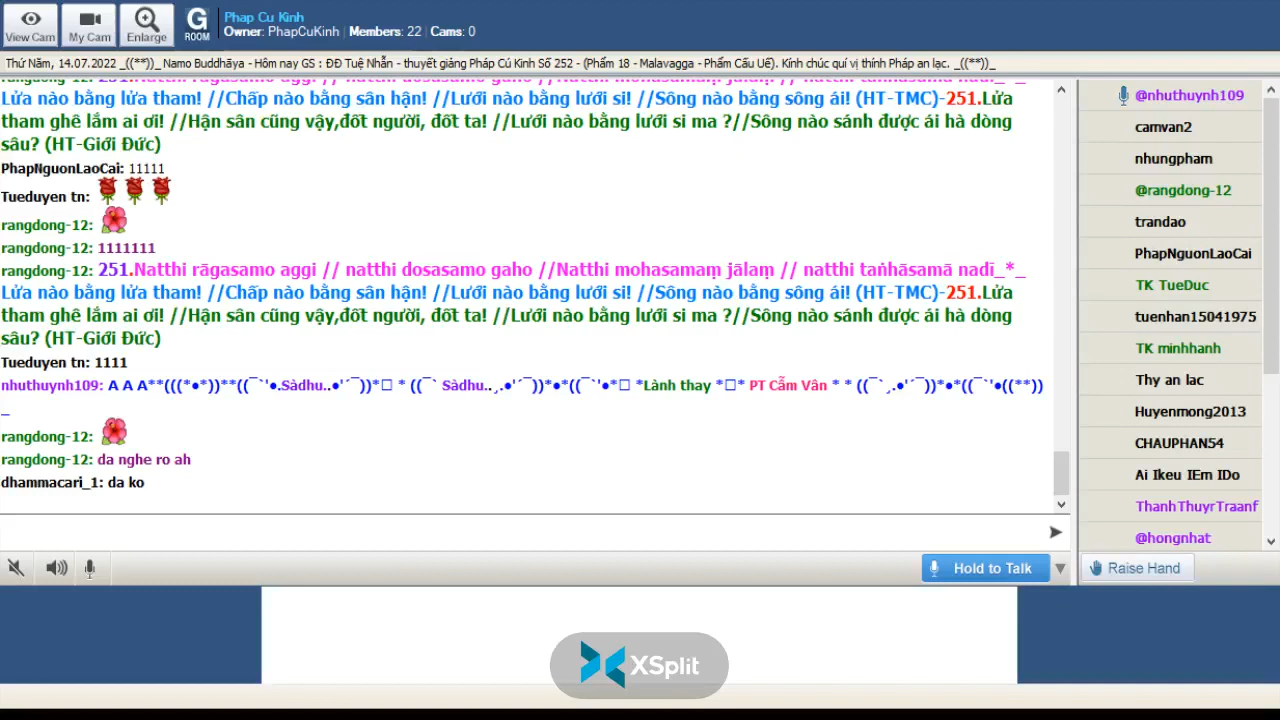 View Cam
My Cam
Enlarge
G
ROOM
Phap Cu Kinh
Owner: PhapCuKinh | Members: 22 | Cams: 0
Thứ Năm, 14.07.2022 _((**))_ Namo Buddhāya - Hôm nay GS : ĐĐ Tuệ Nhẫn - thuyết giảng Pháp Cú Kinh Số 252 - (Phẩm 18 - Malavagga - Phẩm Cấu Uế). Kính chúc quí vị thính Pháp an lạc. _((**))_
Lửa nào bằng lửa tham! //Chấp nào bằng sân hận! //Lưới nào bằng lưới si! //Sông nào bằng sông ái! (HT-TMC)-251.Lửa
tham ghê lắm ai ơi! //Hận sân cũng vậy,đốt người, đốt ta! //Lưới nào bằng lưới si ma ?//Sông nào sánh được ái hà dòng
sâu? (HT-Giới Đức)
PhapNguonLaoCai: 11111
Tueduyen tn:
rangdong-12:
rangdong-12: 1111111
rangdong-12: 251.Natthi rāgasamo aggi // natthi dosasamo gaho //Natthi mohasamaṃ jālaṃ // natthi taṅhāsamā nadī_*_
Lửa nào bằng lửa tham! //Chấp nào bằng sân hận! //Lưới nào bằng lưới si! //Sông nào bằng sông ái! (HT-TMC)-251.Lửa
tham ghê lắm ai ơi! //Hận sân cũng vậy,đốt người, đốt ta! //Lưới nào bằng lưới si ma ?//Sông nào sánh được ái hà dòng
sâu? (HT-Giới Đức)
Tueduyen tn: 1111
nhuthuynh109: A A A**(((*●*))**((¯`'●.Sàdhu..●'´¯))*□ * ((¯` Sàdhu..¸.●'´¯))*●*((¯`'●*□ *Lành thay *□* PT Cẩm Vân * * ((¯`¸.●'´¯))*●*((¯`'●((**))
_
rangdong-12:
rangdong-12: da nghe ro ah
dhammacari_1: da ko
Hold to Talk
@nhuthuynh109
camvan2
nhungpham
@rangdong-12
trandao
PhapNguonLaoCai
TK TueDuc
tuenhan15041975
TK minhhanh
Thy an lac
Huyenmong2013
CHAUPHAN54
Ai Ikeu IEm IDo
ThanhThuyrTraanf
@hongnhat
Raise Hand
XSplit